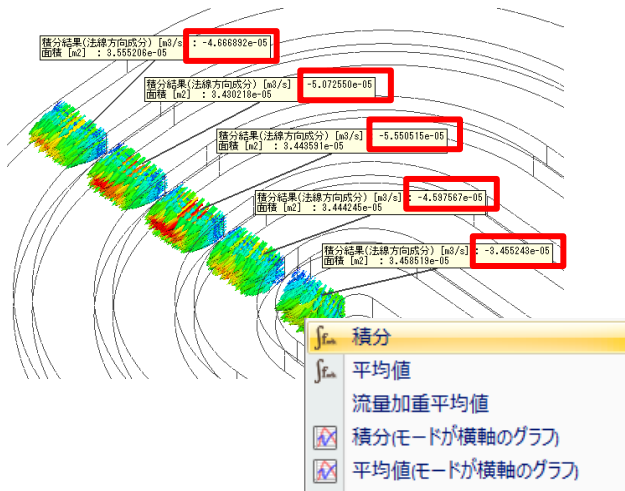 積分結果(法線方向成分) [m3/s] : -4.666892e-05
面積 [m2] : 3.555206e-05
積分結果(法線方向成分) [m3/s] -5.072550e-05
面積 [m2] : 3.430218e-05
積分結果(法線方向成分) [m3/s] -5.550515e-05
面積 [m2] : 3.443591e-05
積分結果(法線方向成分) [m3/s] : -4.597567e-05
面積 [m2] : 3.444245e-05
積分結果(法線方向成分) [m3/s] : -3.455243e-05
面積 [m2] : 3.458519e-05
積分
平均値
流量加重平均値
積分(モードが横軸のグラフ)
平均値(モードが横軸のグラフ)